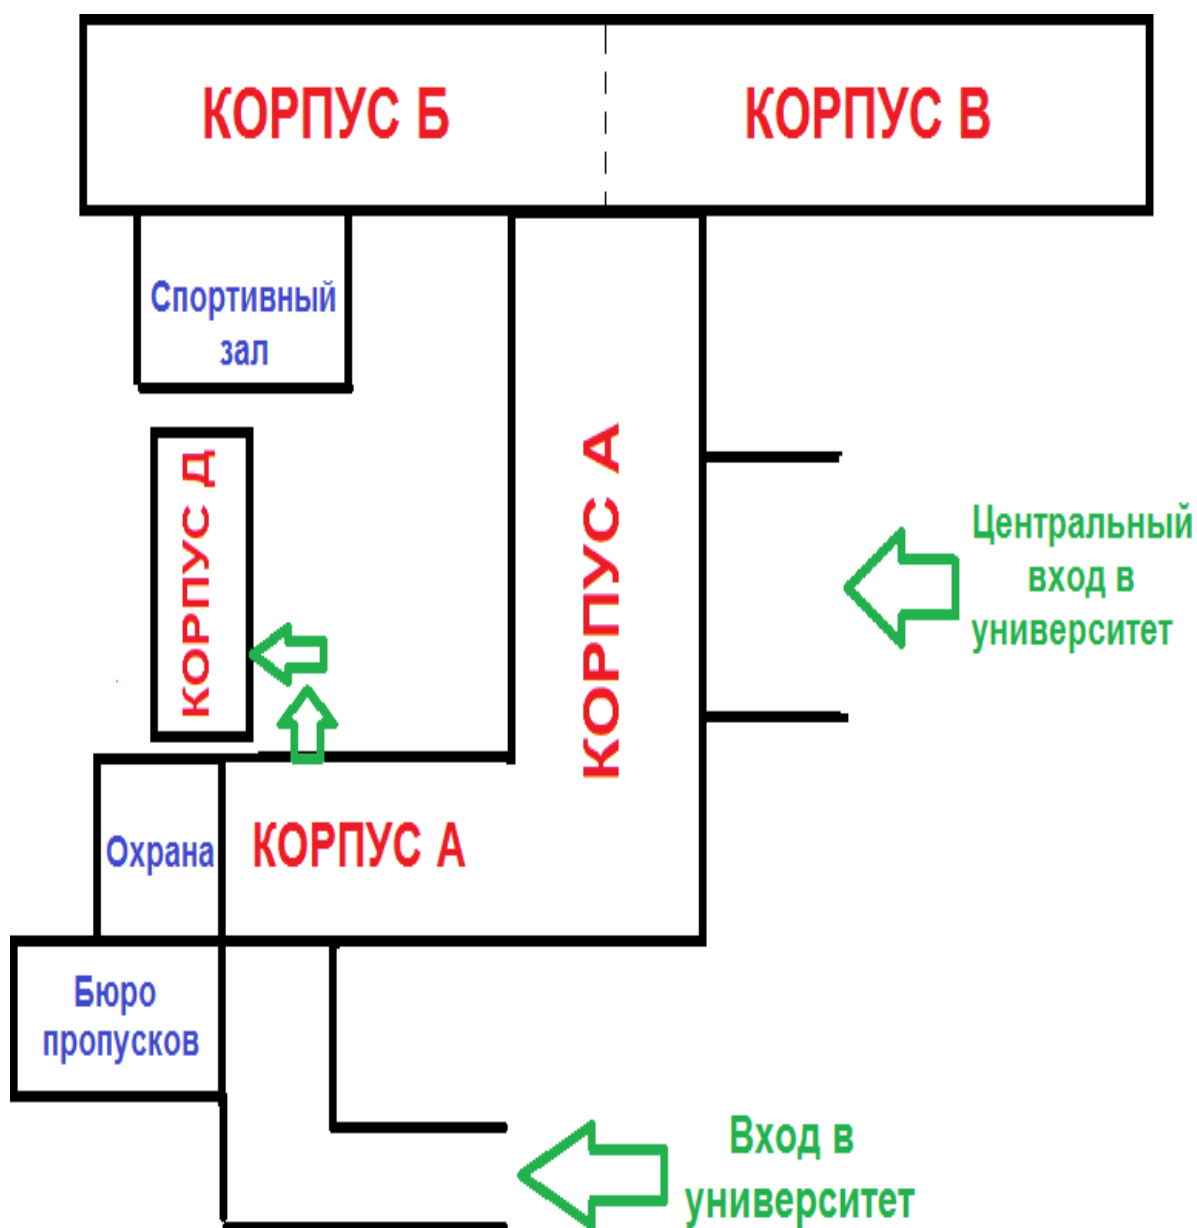 КОРПУС Б
КОРПУС В
Спортивный
зал
КОРПУС Д
КОРПУС А
Центральный
вход в
университет
Охрана
КОРПУС А
Бюро
пропусков
Вход в
университет